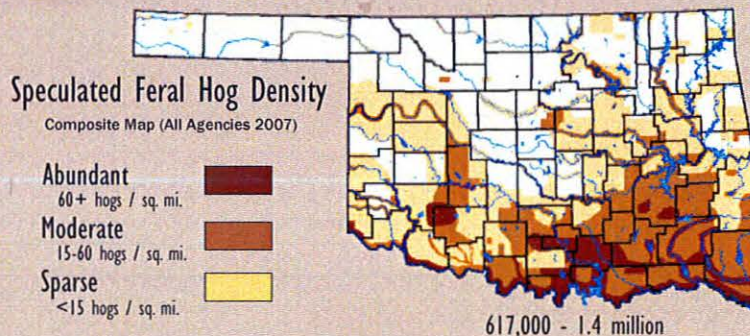 Speculated Feral Hog Density
Composite Map (All Agencies 2007)
Abundant
60+ hogs / sq. mi.
Moderate
15-60 hogs / sq. mi.
Sparse
<15 hogs / sq. mi.
617,000 - 1.4 million